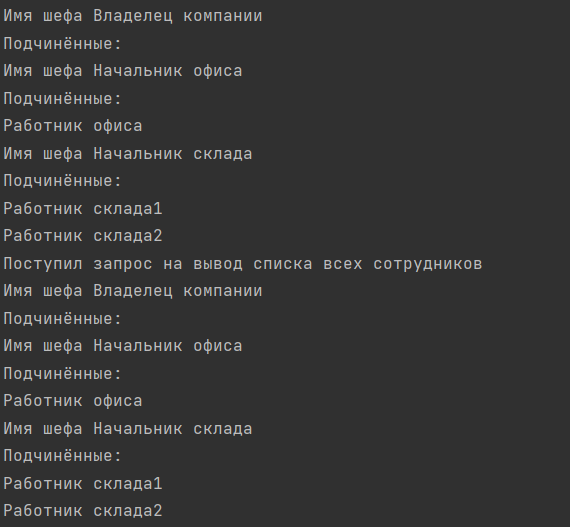 Имя шефа Владелец компании
Подчинённые:
Имя шефа Начальник офиса
Подчинённые:
Работник офиса
Имя шефа Начальник склада
Подчинённые:
Работник склада1
Работник склада2
Поступил запрос на вывод списка всех сотрудников
Имя шефа Владелец компании
Подчинённые:
Имя шефа Начальник офиса
Подчинённые:
Работник офиса
Имя шефа Начальник склада
Подчинённые:
Работник склада1
Работник склада2